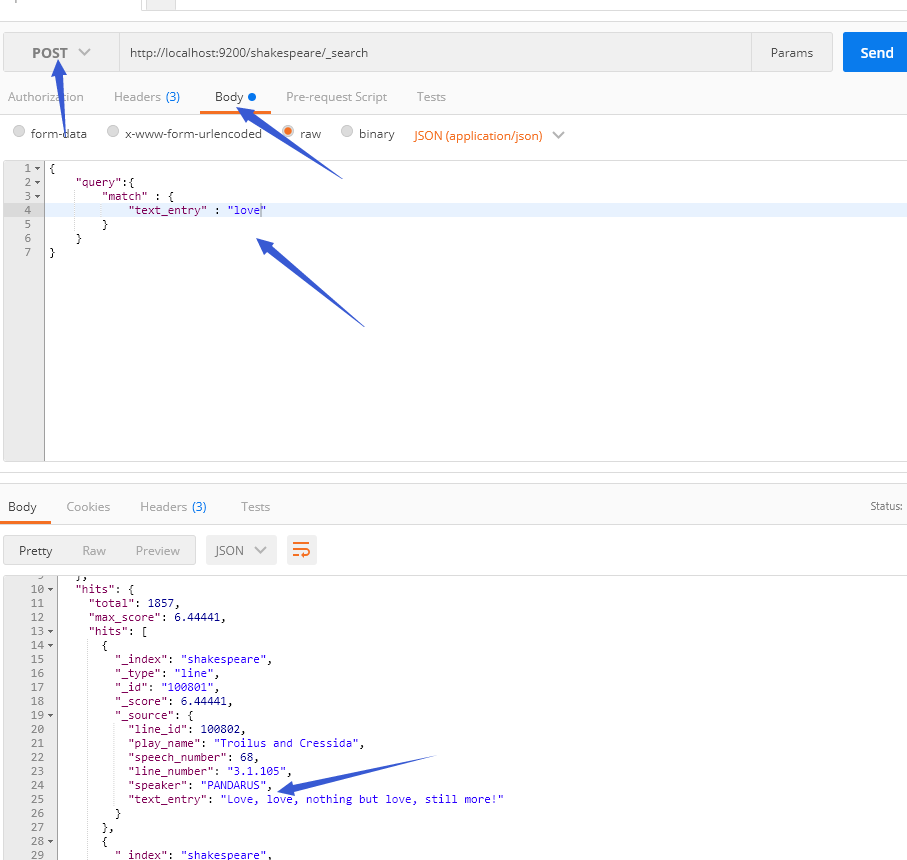 POST
http://localhost:9200/shakespeare/_search
Params
Send
Authorization
Headers (3)
Body
Pre-request Script
Tests
form-data
x-www-form-urlencoded
raw
binary
JSON (application/json)
1 {
2 "query":{
3 "match" : {
4 "text_entry" : "love"
5 }
6 }
7 }
Body
Cookies
Headers (3)
Tests
Status:
Pretty
Raw
Preview
JSON
9 },
10 "hits": {
11 "total": 1857,
12 "max_score": 6.44441,
13 "hits": [
14 {
15 "_index": "shakespeare",
16 "_type": "line",
17 "_id": "100801",
18 "_score": 6.44441,
19 "_source": {
20 "line_id": 100802,
21 "play_name": "Troilus and Cressida",
22 "speech_number": 68,
23 "line_number": "3.1.105",
24 "speaker": "PANDARUS",
25 "text_entry": "Love, love, nothing but love, still more!"
26 }
27 },
28 {
29 "_index": "shakespeare",